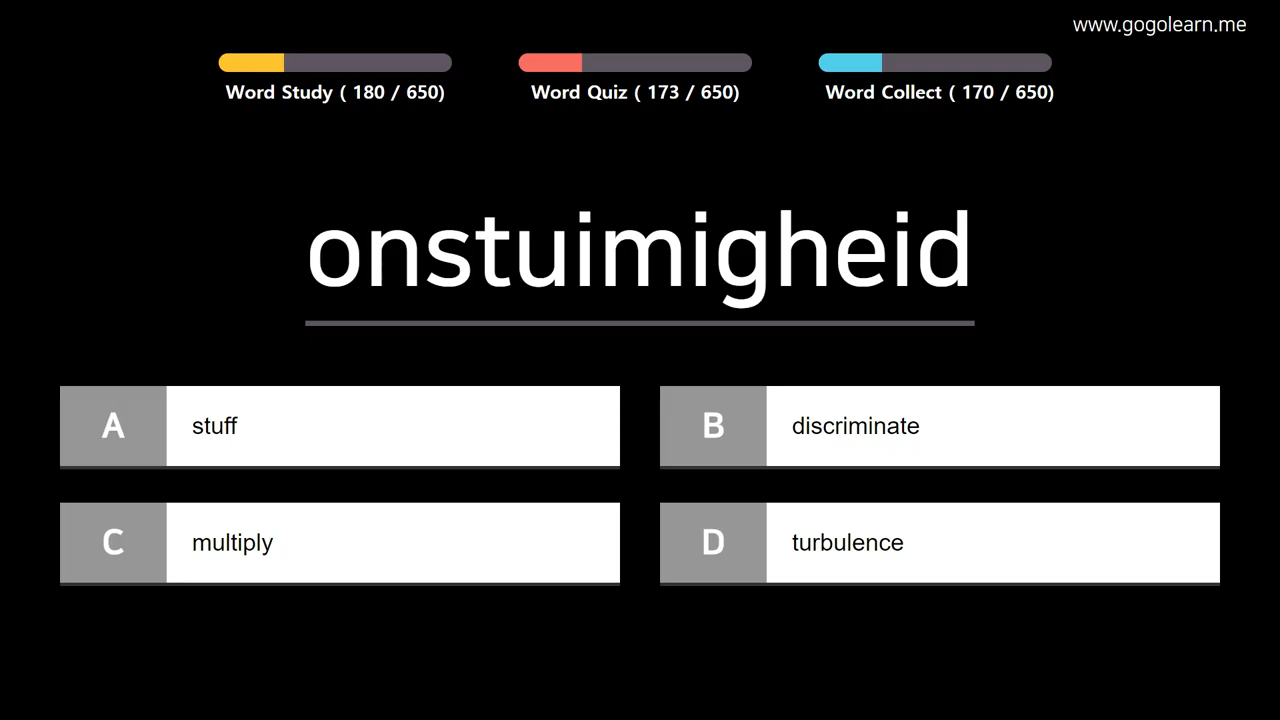 www.gogolearn.me
Word Study ( 180 / 650)
Word Quiz ( 173 / 650)
Word Collect ( 170 / 650)
onstuimigheid
A stuff
B discriminate
C multiply
D turbulence